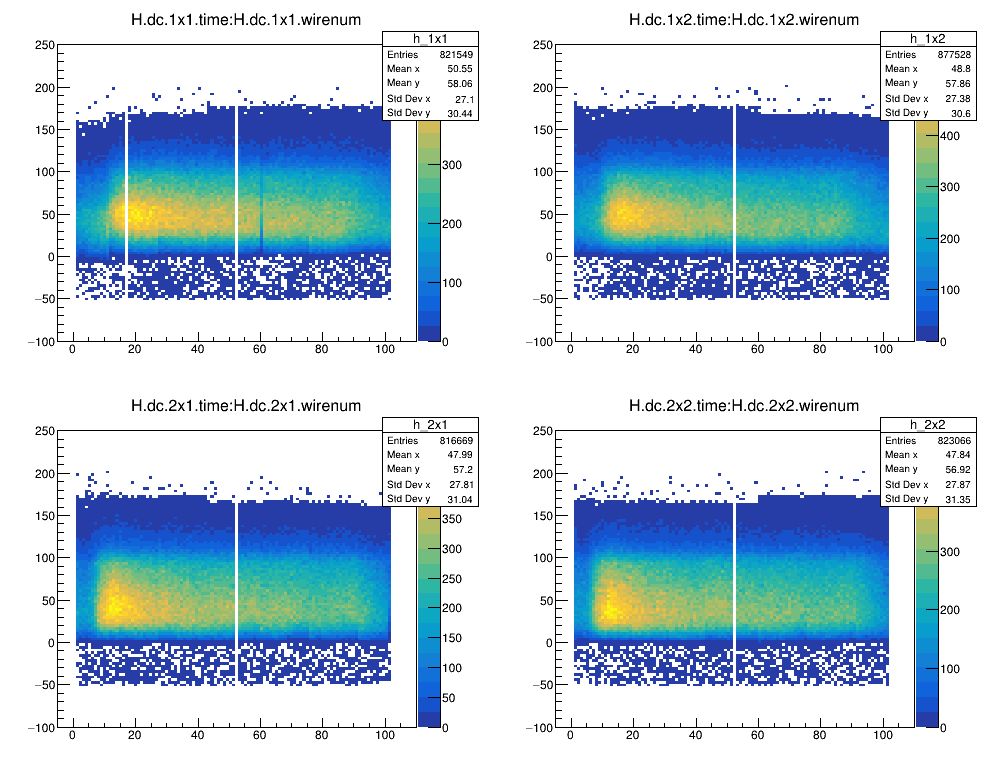 H.dc.1x1.time:H.dc.1x1.wirenum
h_1x1
Entries 821549
Mean x 50.55
Mean y 58.06
Std Dev x 27.1
Std Dev y 30.44
250
200
150
100
50
0
−50
−100
0 20 40 60 80 100
300
200
100
0
H.dc.1x2.time:H.dc.1x2.wirenum
h_1x2
Entries 877528
Mean x 48.8
Mean y 57.86
Std Dev x 27.38
Std Dev y 30.6
250
200
150
100
50
0
−50
−100
0 20 40 60 80 100
400
300
200
100
0
H.dc.2x1.time:H.dc.2x1.wirenum
h_2x1
Entries 816669
Mean x 47.99
Mean y 57.2
Std Dev x 27.81
Std Dev y 31.04
250
200
150
100
50
0
−50
−100
0 20 40 60 80 100
350
300
250
200
150
100
50
0
H.dc.2x2.time:H.dc.2x2.wirenum
h_2x2
Entries 823066
Mean x 47.84
Mean y 56.92
Std Dev x 27.87
Std Dev y 31.35
250
200
150
100
50
0
−50
−100
0 20 40 60 80 100
300
200
100
0